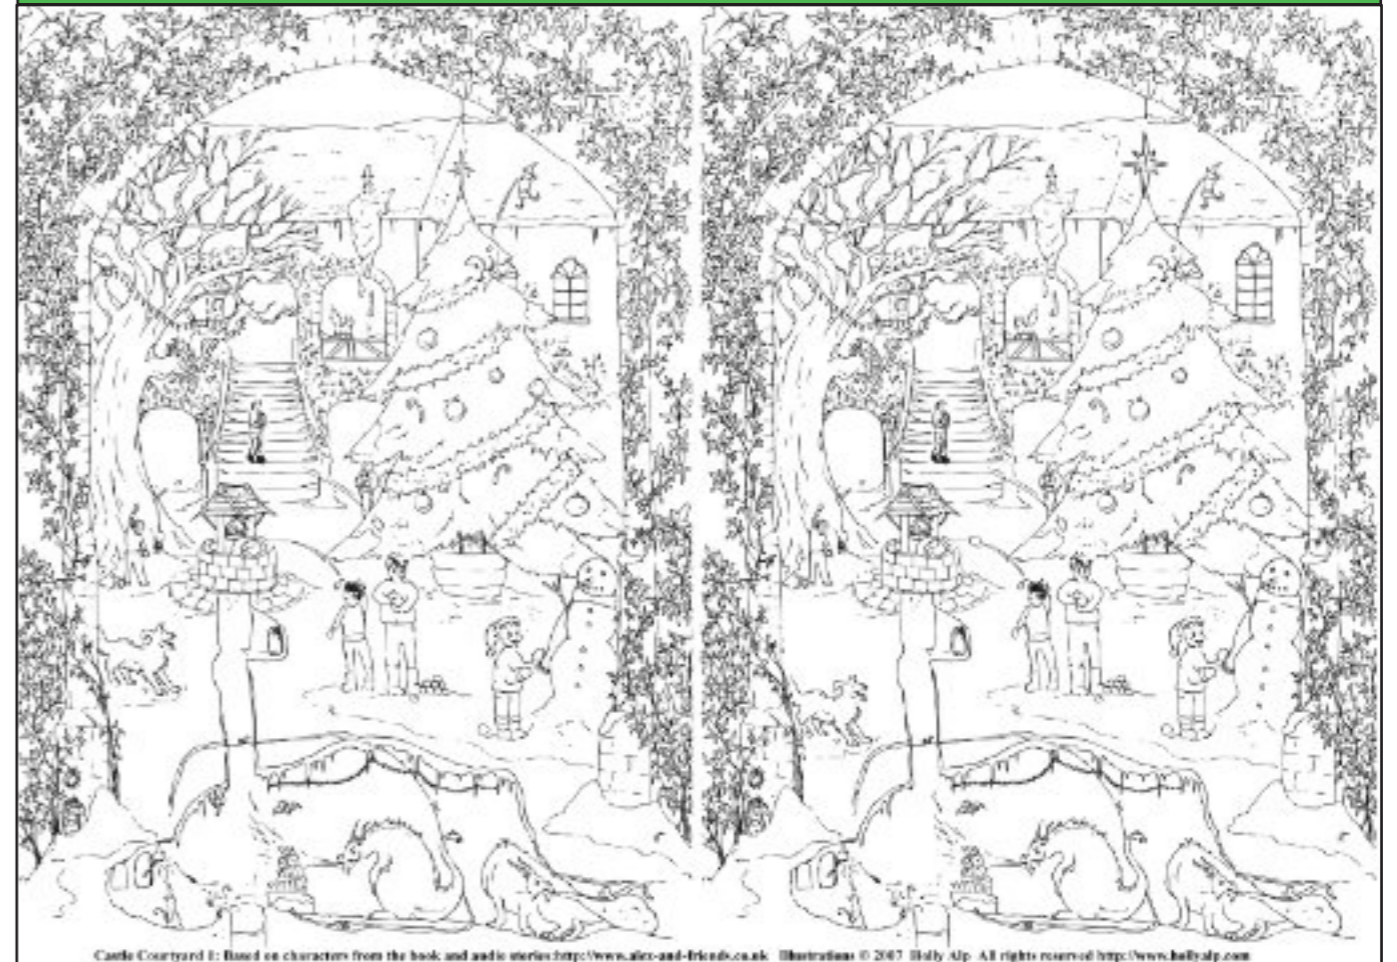 Castle Courtyard 1: Based on characters from the book and audio stories:http://www.alex-and-friends.co.uk Illustrations © 2007 Holly Alp All rights reserved http://www.hollyalp.com